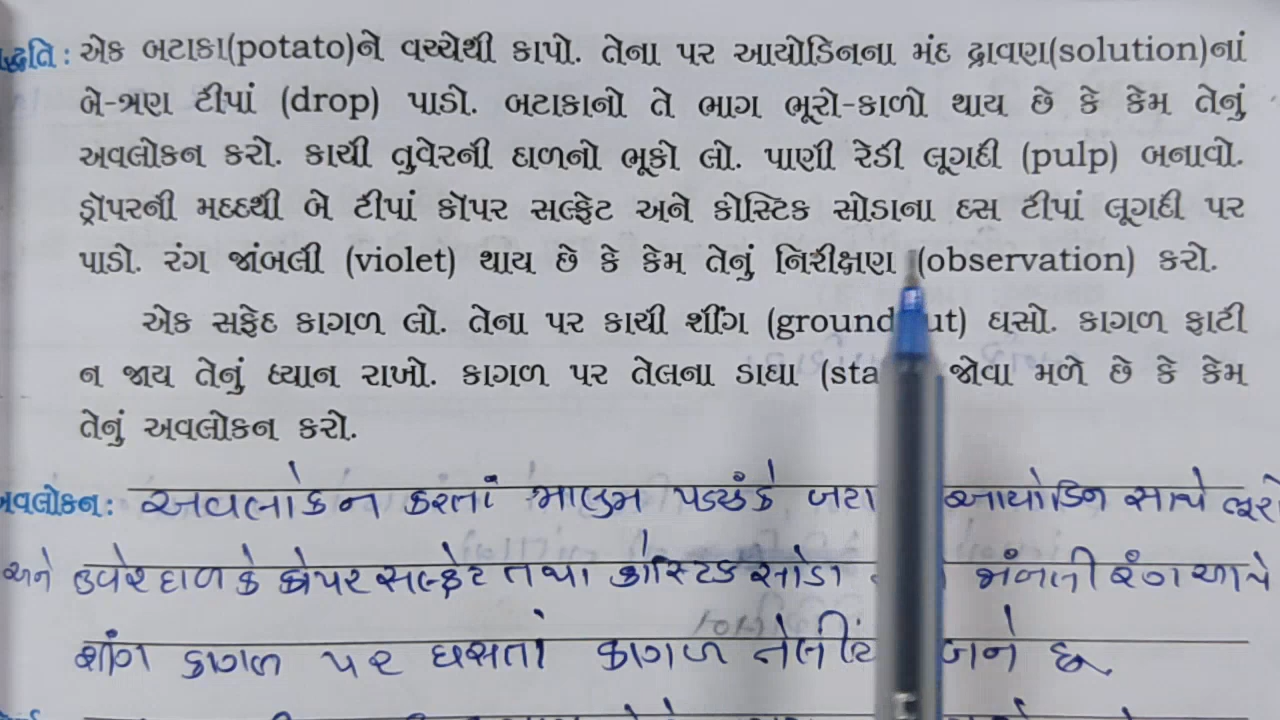 દ્ધતિ : એક બટાકા(potato)ને વચ્ચેથી કાપો. તેના પર આયોડિનના મંદ દ્રાવણ(solution)નાં
બે-ત્રણ ટીપાં (drop) પાડો. બટાકાનો તે ભાગ ભૂરો-કાળો થાય છે કે કેમ તેનું
અવલોકન કરો. કાચી તુવેરની દાળનો ભૂકો લો. પાણી રેડી લૂગદી (pulp) બનાવો.
ડ્રૉપરની મદદથી બે ટીપાં કૉપર સલ્ફેટ અને કોસ્ટિક સોડાના દસ ટીપાં લૂગદી પર
પાડો. રંગ જાંબલી (violet) થાય છે કે કેમ તેનું નિરીક્ષણ (observation) કરો.
એક સફેદ કાગળ લો. તેના પર કાચી શીંગ (ground ut) ઘસો. કાગળ ફાટી
ન જાય તેનું ધ્યાન રાખો. કાગળ પર તેલના ડાઘા (sta જોવા મળે છે કે કેમ
તેનું અવલોકન કરો.
અવલોકન : અવલોકન કરતાં માલુમ પડ્યું કે બટા આયોડિન સાથે ભૂરો
અને તુવેર દાળ કે કોપર સલ્ફેટ તથા કોસ્ટિક સોડા જાંબલી રંગ આપે
શીંગ કાગળ પર ઘસતાં કાગળ તેલી બને છે